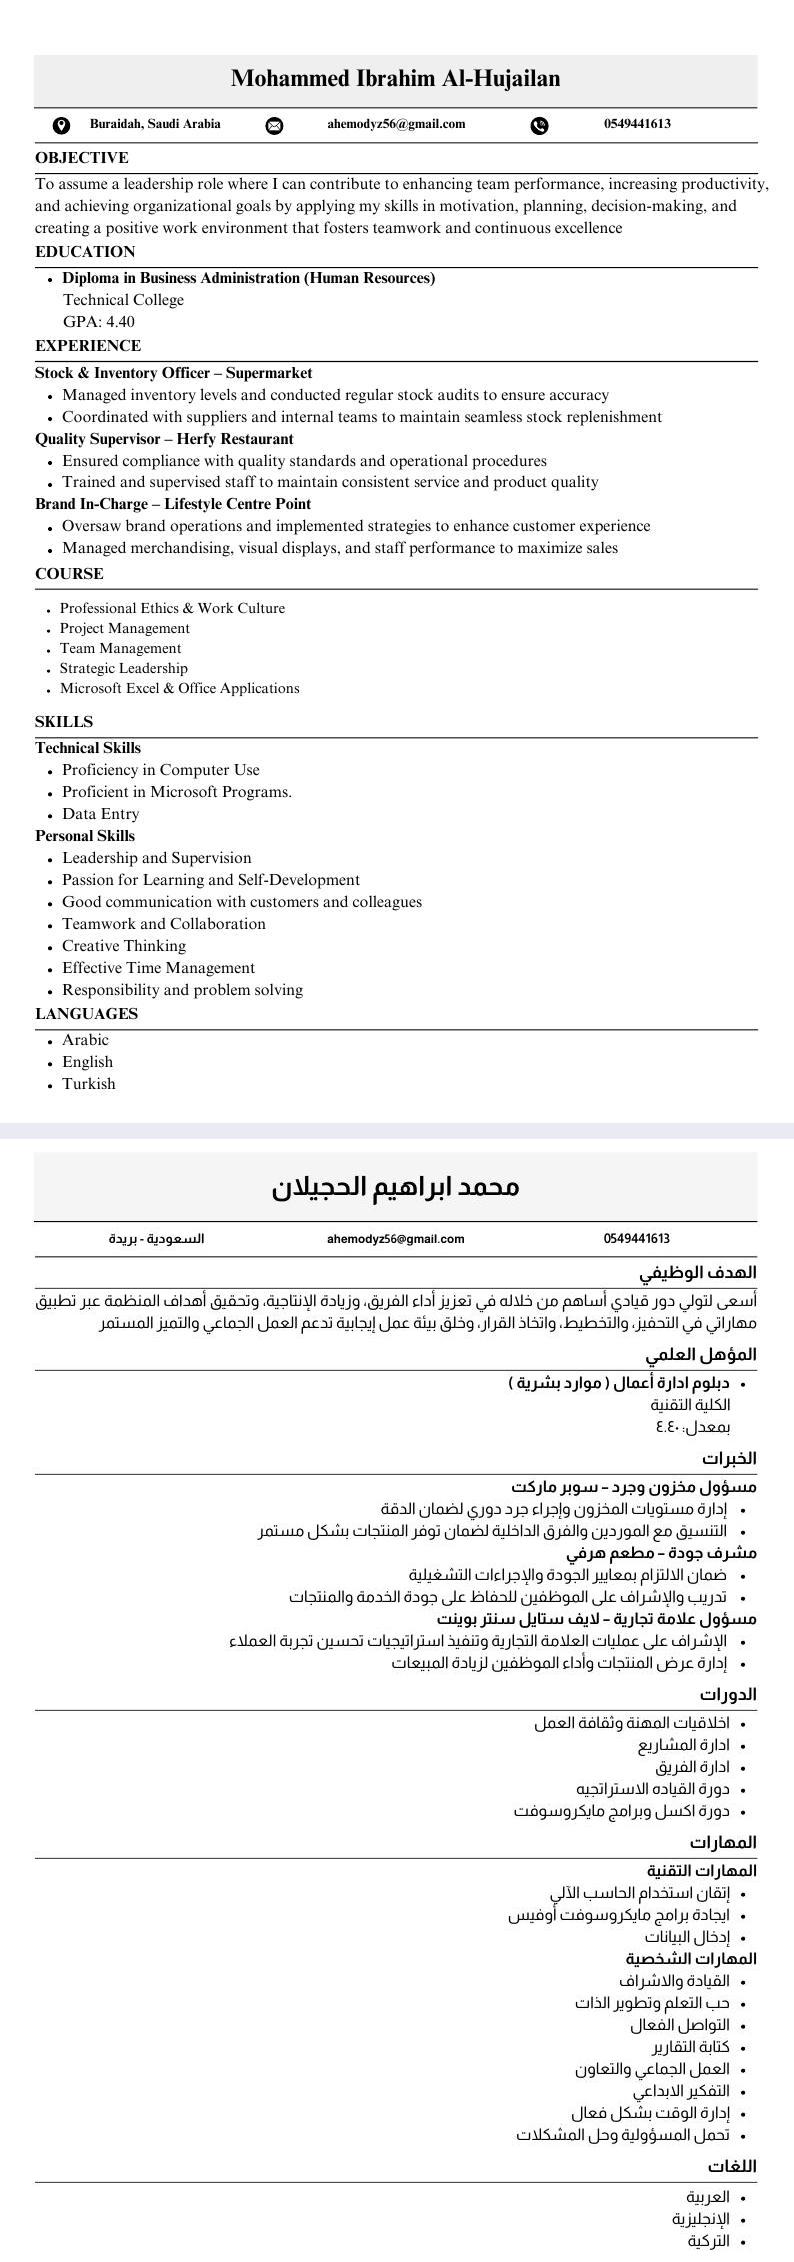 Mohammed Ibrahim Al-Hujailan
Buraidah, Saudi Arabia ahemodyz56@gmail.com 0549441613
OBJECTIVE
To assume a leadership role where I can contribute to enhancing team performance, increasing productivity,
and achieving organizational goals by applying my skills in motivation, planning, decision-making, and
creating a positive work environment that fosters teamwork and continuous excellence
EDUCATION
• Diploma in Business Administration (Human Resources)
Technical College
GPA: 4.40
EXPERIENCE
Stock & Inventory Officer – Supermarket
• Managed inventory levels and conducted regular stock audits to ensure accuracy
• Coordinated with suppliers and internal teams to maintain seamless stock replenishment
Quality Supervisor – Herfy Restaurant
• Ensured compliance with quality standards and operational procedures
• Trained and supervised staff to maintain consistent service and product quality
Brand In-Charge – Lifestyle Centre Point
• Oversaw brand operations and implemented strategies to enhance customer experience
• Managed merchandising, visual displays, and staff performance to maximize sales
COURSE
• Professional Ethics & Work Culture
• Project Management
• Team Management
• Strategic Leadership
• Microsoft Excel & Office Applications
SKILLS
Technical Skills
• Proficiency in Computer Use
• Proficient in Microsoft Programs.
• Data Entry
Personal Skills
• Leadership and Supervision
• Passion for Learning and Self-Development
• Good communication with customers and colleagues
• Teamwork and Collaboration
• Creative Thinking
• Effective Time Management
• Responsibility and problem solving
LANGUAGES
• Arabic
• English
• Turkish
محمد ابراهيم الحجيلان
0549441613 ahemodyz56@gmail.com السعودية - بريدة
الهدف الوظيفي
أسعى لتولي دور قيادي أساهم من خلاله في تعزيز أداء الفريق، وزيادة الإنتاجية، وتحقيق أهداف المنظمة عبر تطبيق
مهاراتي في التحفيز، والتخطيط، واتخاذ القرار، وخلق بيئة عمل إيجابية تدعم العمل الجماعي والتميز المستمر
المؤهل العلمي
• دبلوم ادارة أعمال ( موارد بشرية )
الكلية التقنية
بمعدل: ٤.٤٠
الخبرات
مسؤول مخزون وجرد – سوبر ماركت
• إدارة مستويات المخزون وإجراء جرد دوري لضمان الدقة
• التنسيق مع الموردين والفرق الداخلية لضمان توفر المنتجات بشكل مستمر
مشرف جودة – مطعم هرفي
• ضمان الالتزام بمعايير الجودة والإجراءات التشغيلية
• تدريب والإشراف على الموظفين للحفاظ على جودة الخدمة والمنتجات
مسؤول علامة تجارية – لايف ستايل سنتر بوينت
• الإشراف على عمليات العلامة التجارية وتنفيذ استراتيجيات تحسين تجربة العملاء
• إدارة عرض المنتجات وأداء الموظفين لزيادة المبيعات
الدورات
• اخلاقيات المهنة وثقافة العمل
• ادارة المشاريع
• ادارة الفريق
• دورة القياده الاستراتجيه
• دورة اكسل وبرامج مايكروسوفت
المهارات
المهارات التقنية
• إتقان استخدام الحاسب الآلي
• ايجادة برامج مايكروسوفت أوفيس
• إدخال البيانات
المهارات الشخصية
• القيادة والاشراف
• حب التعلم وتطوير الذات
• التواصل الفعال
• كتابة التقارير
• العمل الجماعي والتعاون
• التفكير الابداعي
• إدارة الوقت بشكل فعال
• تحمل المسؤولية وحل المشكلات
اللغات
• العربية
• الإنجليزية
• التركية